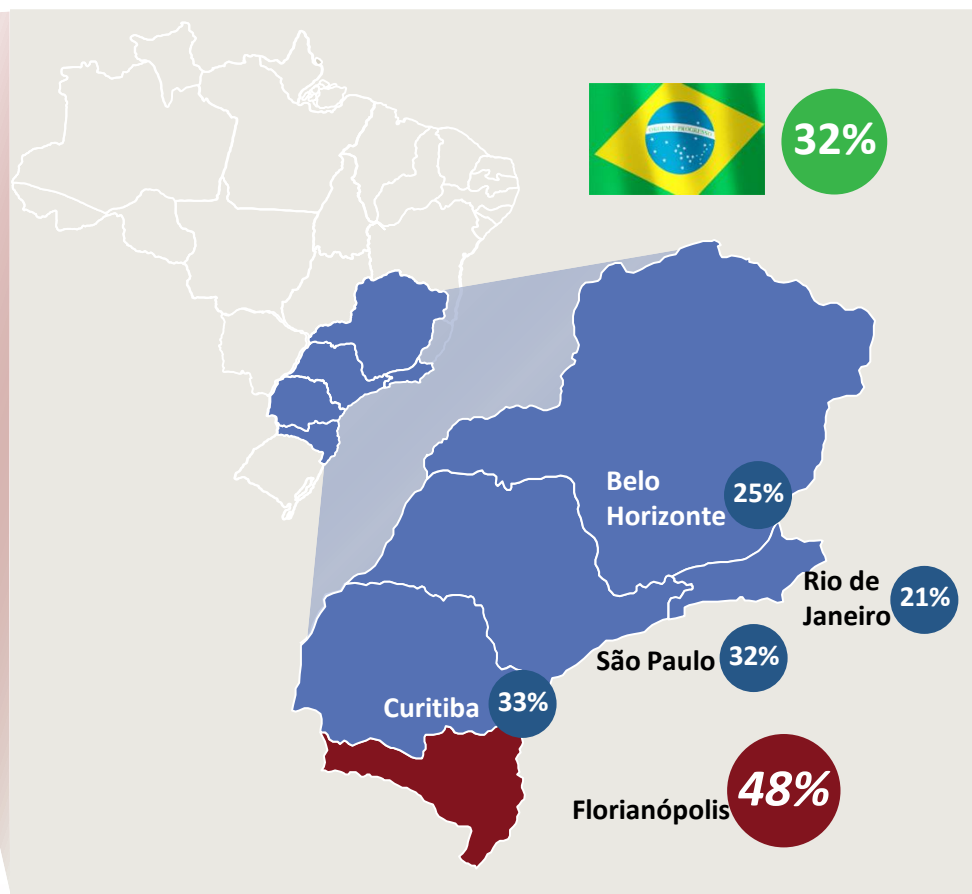 32%
Belo
Horizonte
25%
Rio de
Janeiro
21%
São Paulo
32%
Curitiba
33%
Florianópolis
48%